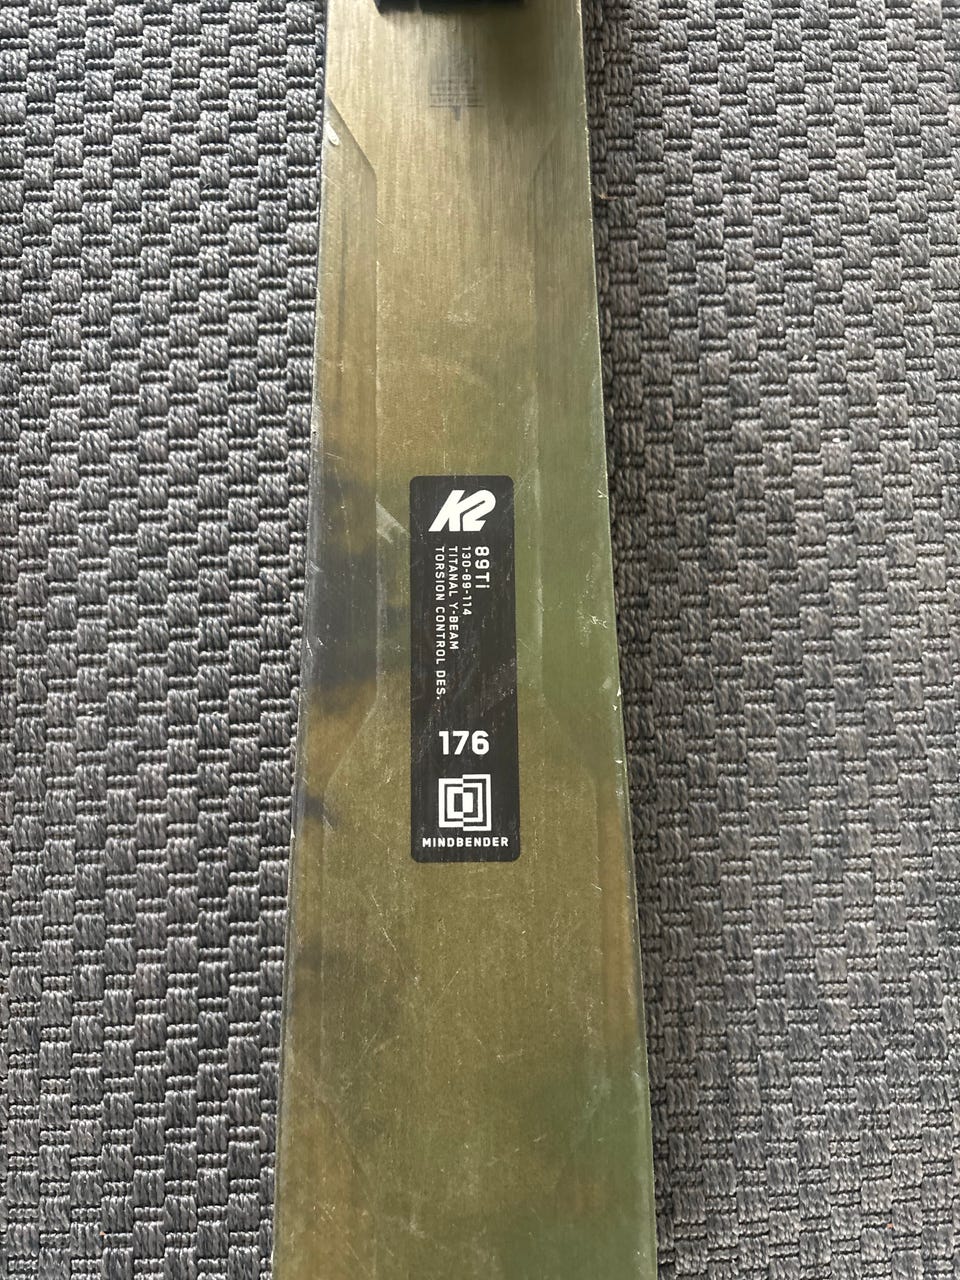 K2
89Ti
130-89-114
TITANAL Y-BEAM
TORSION CONTROL DES.
176
MINDBENDER